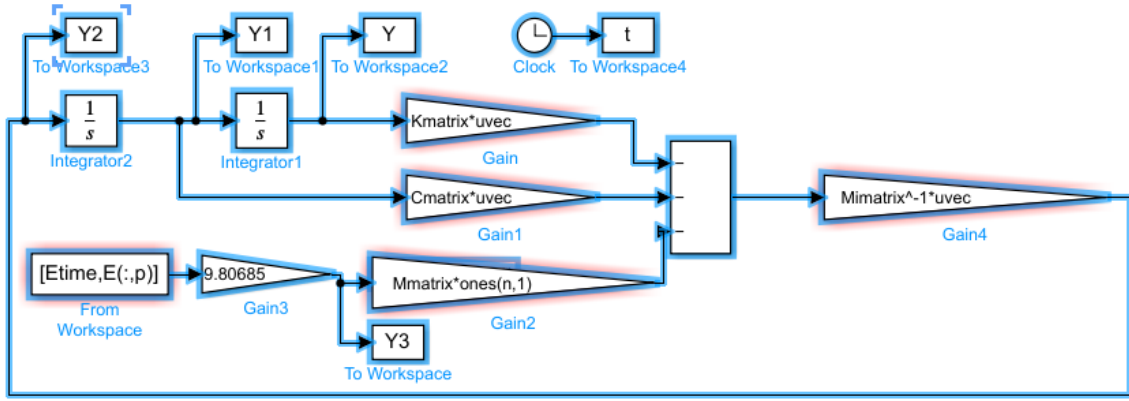 Y2
To Workspace3
Y1
To Workspace1
Y
To Workspace2
Clock
t
To Workspace4
1
s
Integrator2
1
s
Integrator1
Kmatrix*uvec
Gain
Cmatrix*uvec
Gain1
−
−
−
Mimatrix^-1*uvec
Gain4
[Etime,E(:,p)]
From
Workspace
9.80685
Gain3
Mmatrix*ones(n,1)
Gain2
Y3
To Workspace